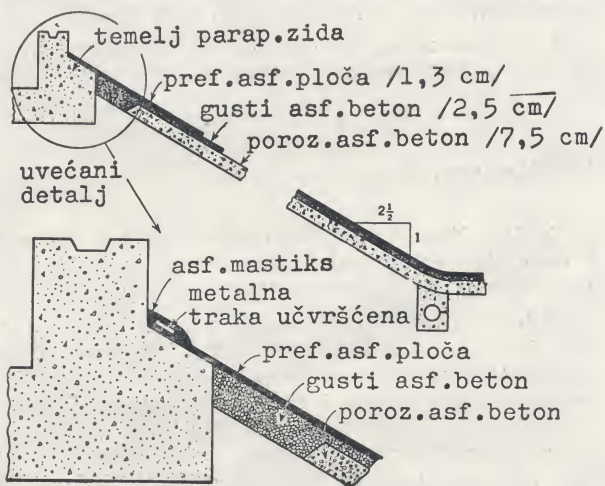 temelj parap.zida
pref.asf.ploča /1,3 cm/
gusti asf.beton /2,5 cm/
poroz.asf.beton /7,5 cm/
uvećani
detalj
2½
1
asf.mastiks
metalna
traka učvršćena
pref.asf.ploča
gusti asf.beton
poroz.asf.beton